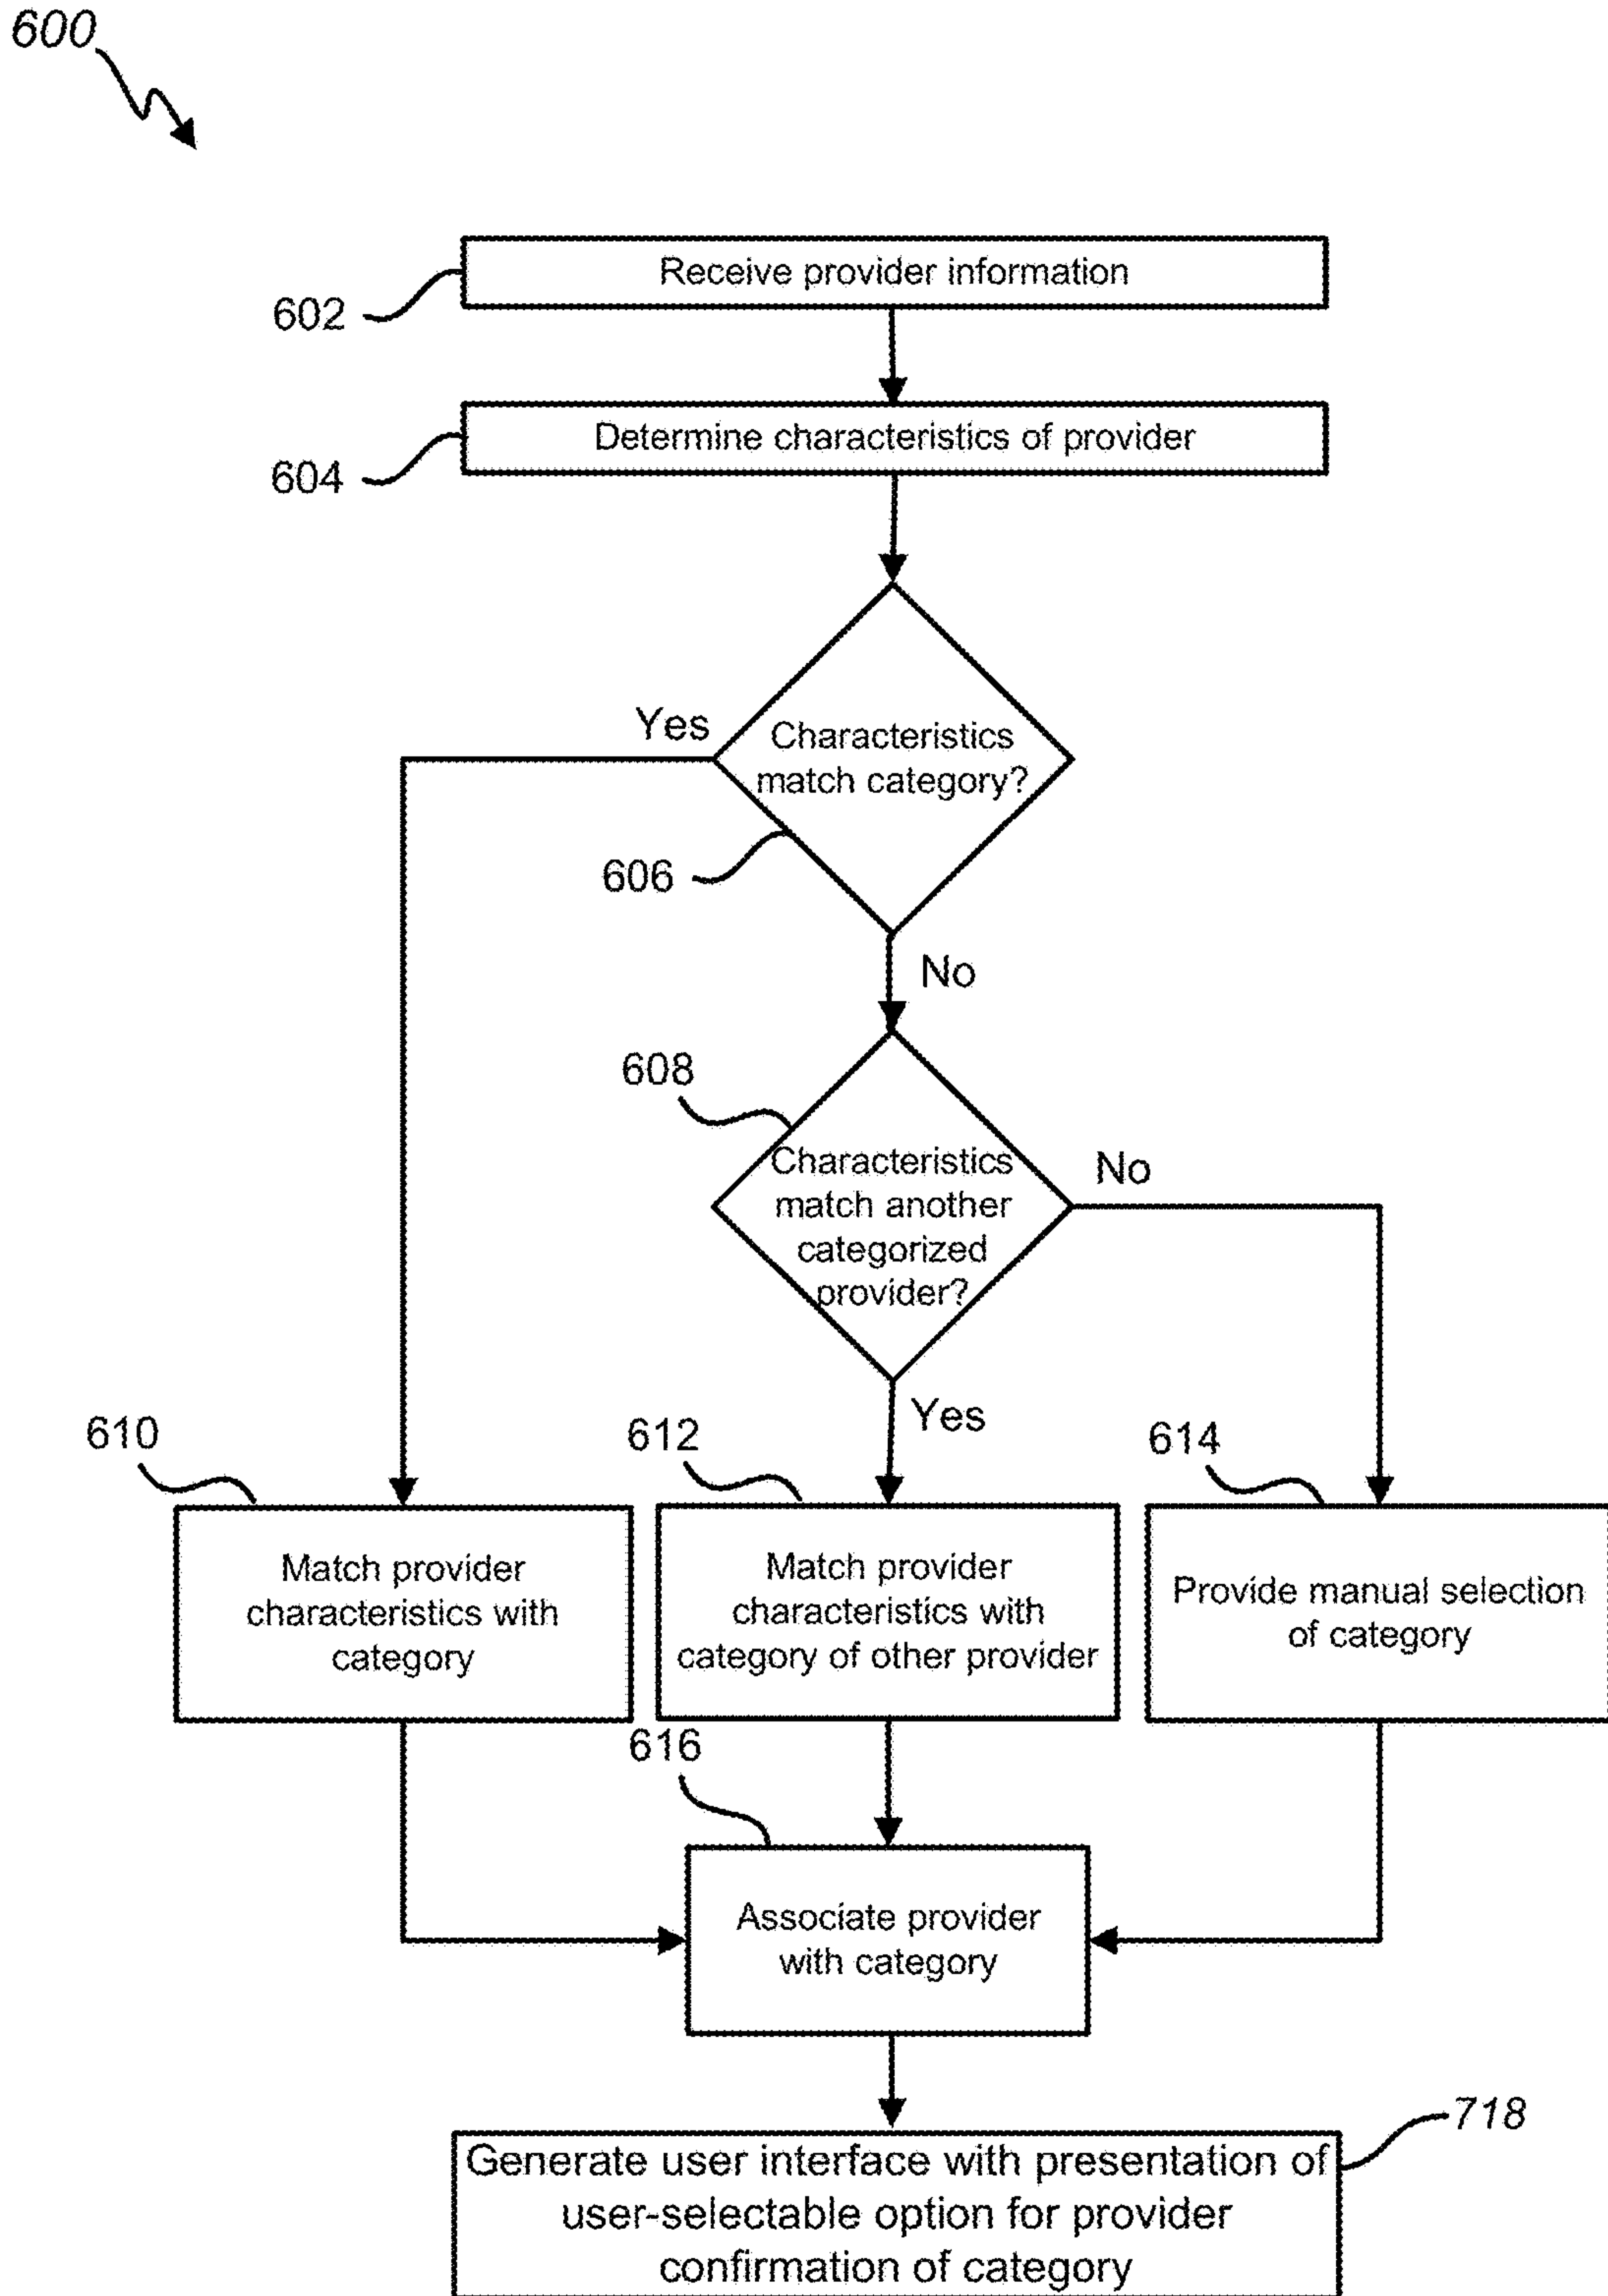 600
Receive provider information
602
Determine characteristics of provider
604
Yes
Characteristics
match category?
606
No
608
Characteristics
match another
categorized
provider?
No
Yes
610
612
614
Match provider
characteristics with
category
Match provider
characteristics with
category of other provider
Provide manual selection
of category
616
Associate provider
with category
718
Generate user interface with presentation of
user-selectable option for provider
confirmation of category